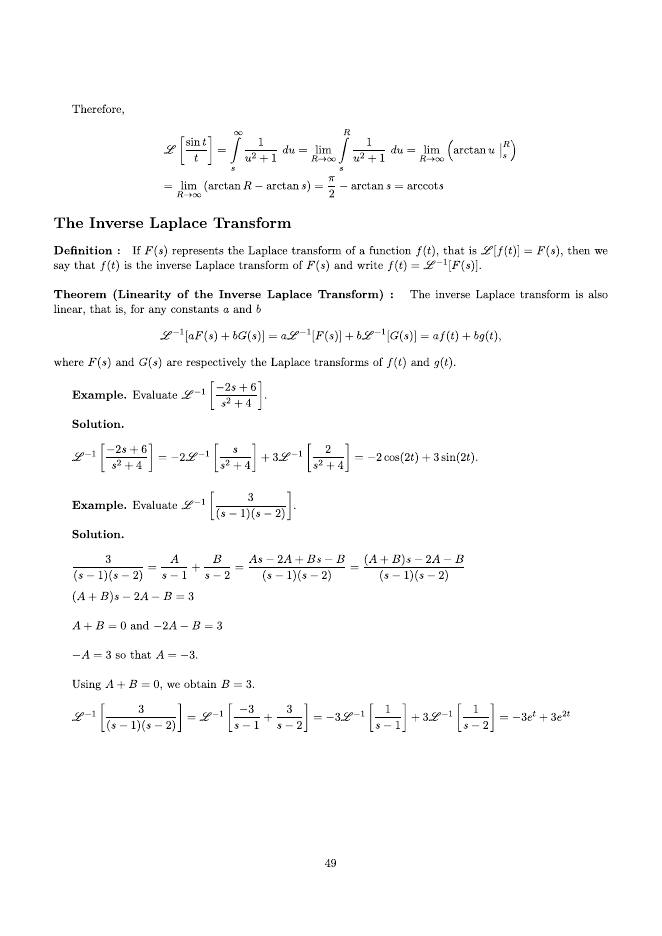 Therefore,
ℒ [sin t / t] = ∫_s^∞ 1/(u² + 1) du = lim_{R→∞} ∫_s^R 1/(u² + 1) du = lim_{R→∞} (arctan u |_s^R)
= lim_{R→∞} (arctan R − arctan s) = π/2 − arctan s = arccots
The Inverse Laplace Transform
Definition : If F(s) represents the Laplace transform of a function f(t), that is ℒ[f(t)] = F(s), then we
say that f(t) is the inverse Laplace transform of F(s) and write f(t) = ℒ⁻¹[F(s)].
Theorem (Linearity of the Inverse Laplace Transform) : The inverse Laplace transform is also
linear, that is, for any constants a and b
ℒ⁻¹[aF(s) + bG(s)] = aℒ⁻¹[F(s)] + bℒ⁻¹[G(s)] = af(t) + bg(t),
where F(s) and G(s) are respectively the Laplace transforms of f(t) and g(t).
Example. Evaluate ℒ⁻¹ [(−2s + 6)/(s² + 4)].
Solution.
ℒ⁻¹ [(−2s + 6)/(s² + 4)] = −2ℒ⁻¹ [s/(s² + 4)] + 3ℒ⁻¹ [2/(s² + 4)] = −2 cos(2t) + 3 sin(2t).
Example. Evaluate ℒ⁻¹ [3/((s − 1)(s − 2))].
Solution.
3/((s − 1)(s − 2)) = A/(s − 1) + B/(s − 2) = (As − 2A + Bs − B)/((s − 1)(s − 2)) = ((A + B)s − 2A − B)/((s − 1)(s − 2))
(A + B)s − 2A − B = 3
A + B = 0 and −2A − B = 3
−A = 3 so that A = −3.
Using A + B = 0, we obtain B = 3.
ℒ⁻¹ [3/((s − 1)(s − 2))] = ℒ⁻¹ [−3/(s − 1) + 3/(s − 2)] = −3ℒ⁻¹ [1/(s − 1)] + 3ℒ⁻¹ [1/(s − 2)] = −3eᵗ + 3e²ᵗ
49